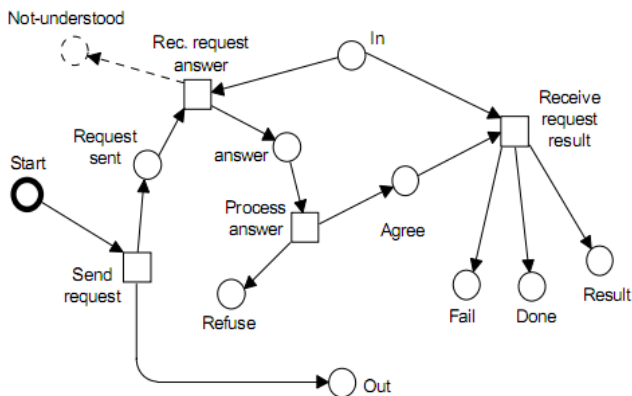 Not-understood
Rec. request
answer
In
Receive
request
result
Request
sent
answer
Start
Process
answer
Agree
Send
request
Refuse
Fail
Done
Result
Out